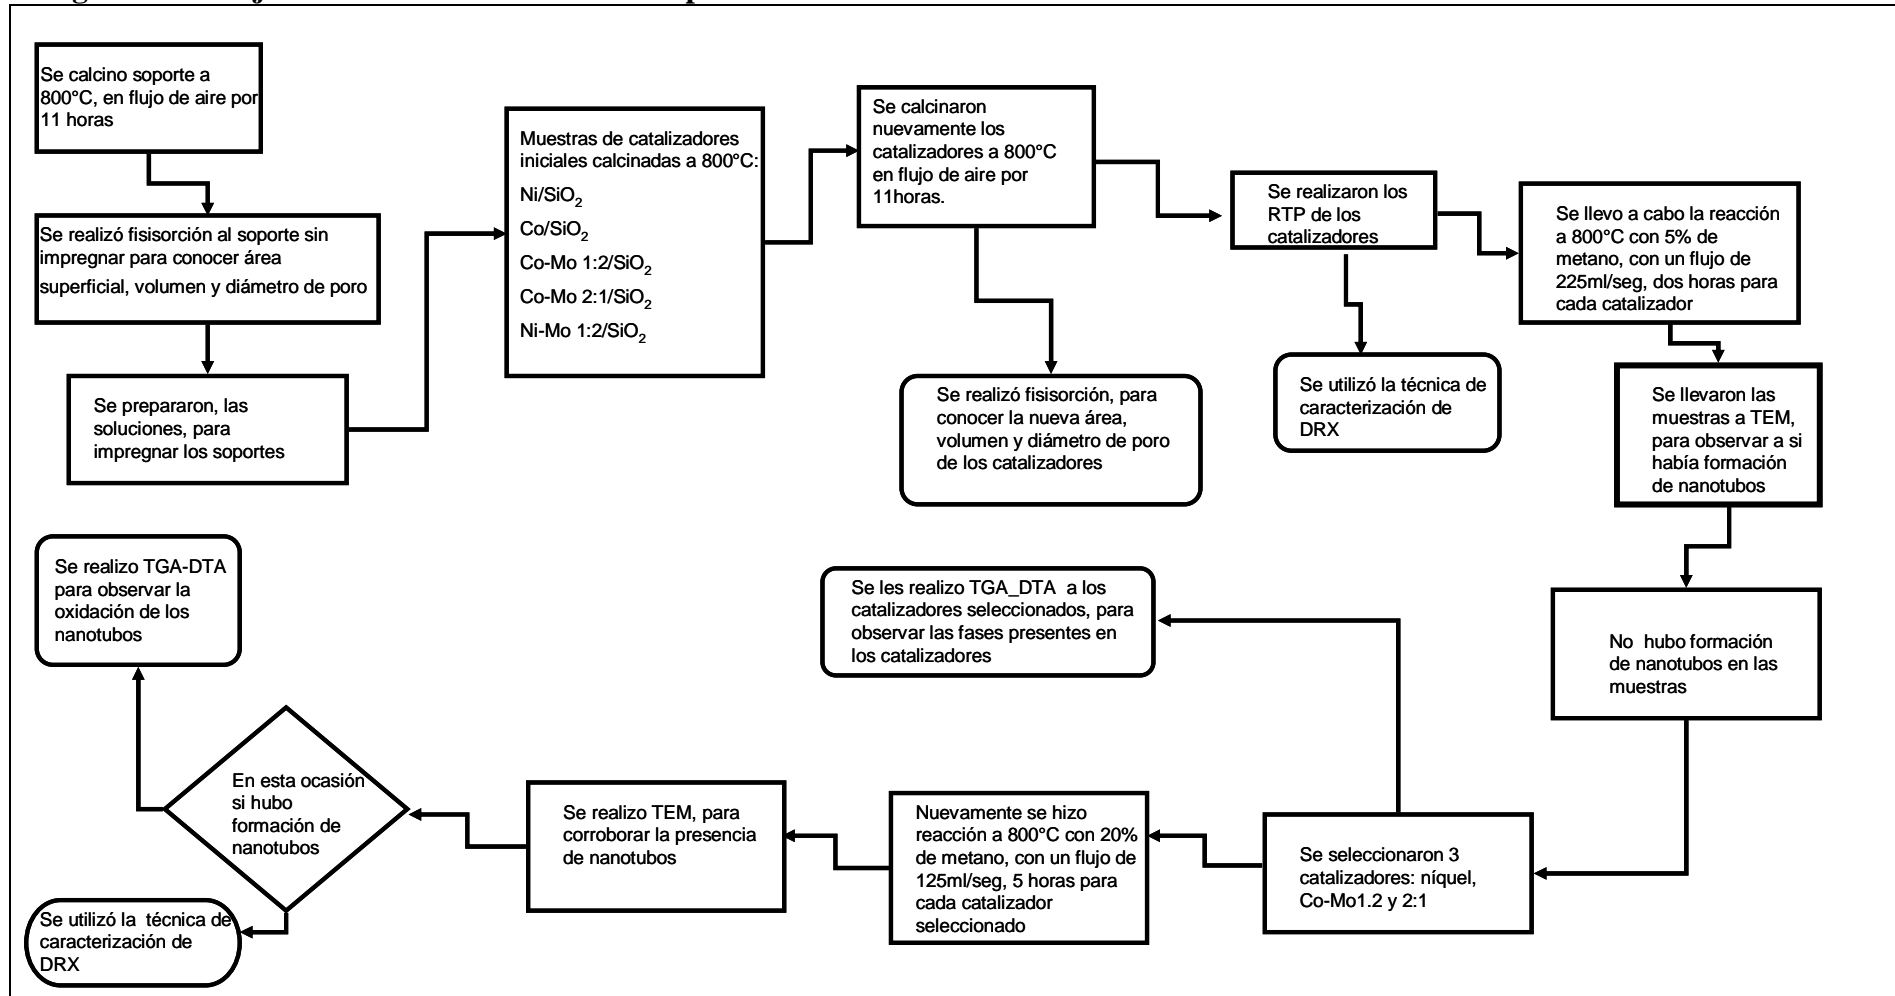 Se calcino soporte a
800°C, en flujo de aire por
11 horas
Se realizó fisisorción al soporte sin
impregnar para conocer área
superficial, volumen y diámetro de poro
Se prepararon, las
soluciones, para
impregnar los soportes
Muestras de catalizadores
iniciales calcinadas a 800°C:
Ni/SiO₂
Co/SiO₂
Co-Mo 1:2/SiO₂
Co-Mo 2:1/SiO₂
Ni-Mo 1:2/SiO₂
Se calcinaron
nuevamente los
catalizadores a 800°C
en flujo de aire por
11horas.
Se realizó fisisorción, para
conocer la nueva área,
volumen y diámetro de poro
de los catalizadores
Se realizaron los
RTP de los
catalizadores
Se utilizó la técnica de
caracterización de
DRX
Se llevo a cabo la reacción
a 800°C con 5% de
metano, con un flujo de
225ml/seg, dos horas para
cada catalizador
Se llevaron las
muestras a TEM,
para observar a si
había formación
de nanotubos
No hubo formación
de nanotubos en las
muestras
Se seleccionaron 3
catalizadores: níquel,
Co-Mo1.2 y 2:1
Se les realizo TGA_DTA a los
catalizadores seleccionados, para
observar las fases presentes en
los catalizadores
Nuevamente se hizo
reacción a 800°C con 20%
de metano, con un flujo de
125ml/seg, 5 horas para
cada catalizador
seleccionado
Se realizo TEM, para
corroborar la presencia
de nanotubos
En esta ocasión
si hubo
formación de
nanotubos
Se realizo TGA-DTA
para observar la
oxidación de los
nanotubos
Se utilizó la técnica de
caracterización de
DRX